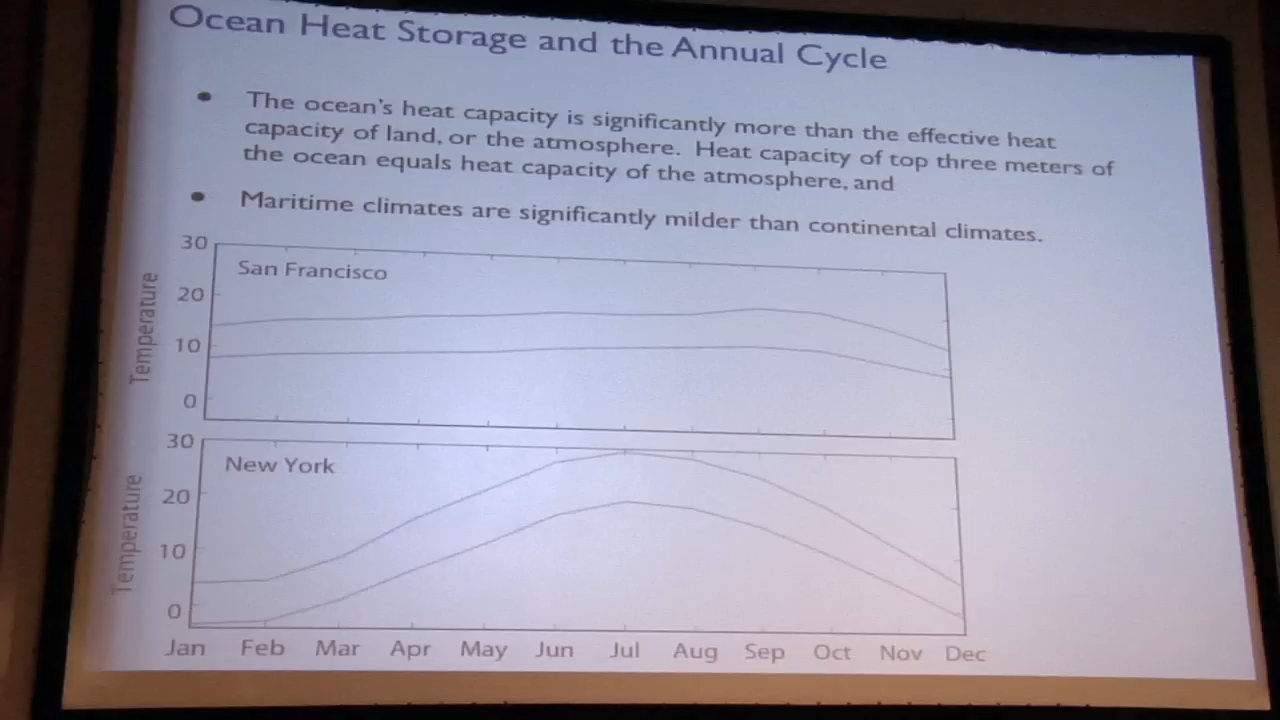 Ocean Heat Storage and the Annual Cycle
The ocean's heat capacity is significantly more than the effective heat
capacity of land, or the atmosphere. Heat capacity of top three meters of
the ocean equals heat capacity of the atmosphere, and
Maritime climates are significantly milder than continental climates.
30
San Francisco
20
Temperature
10
0
30
New York
20
Temperature
10
0
Jan Feb Mar Apr May Jun Jul Aug Sep Oct Nov Dec